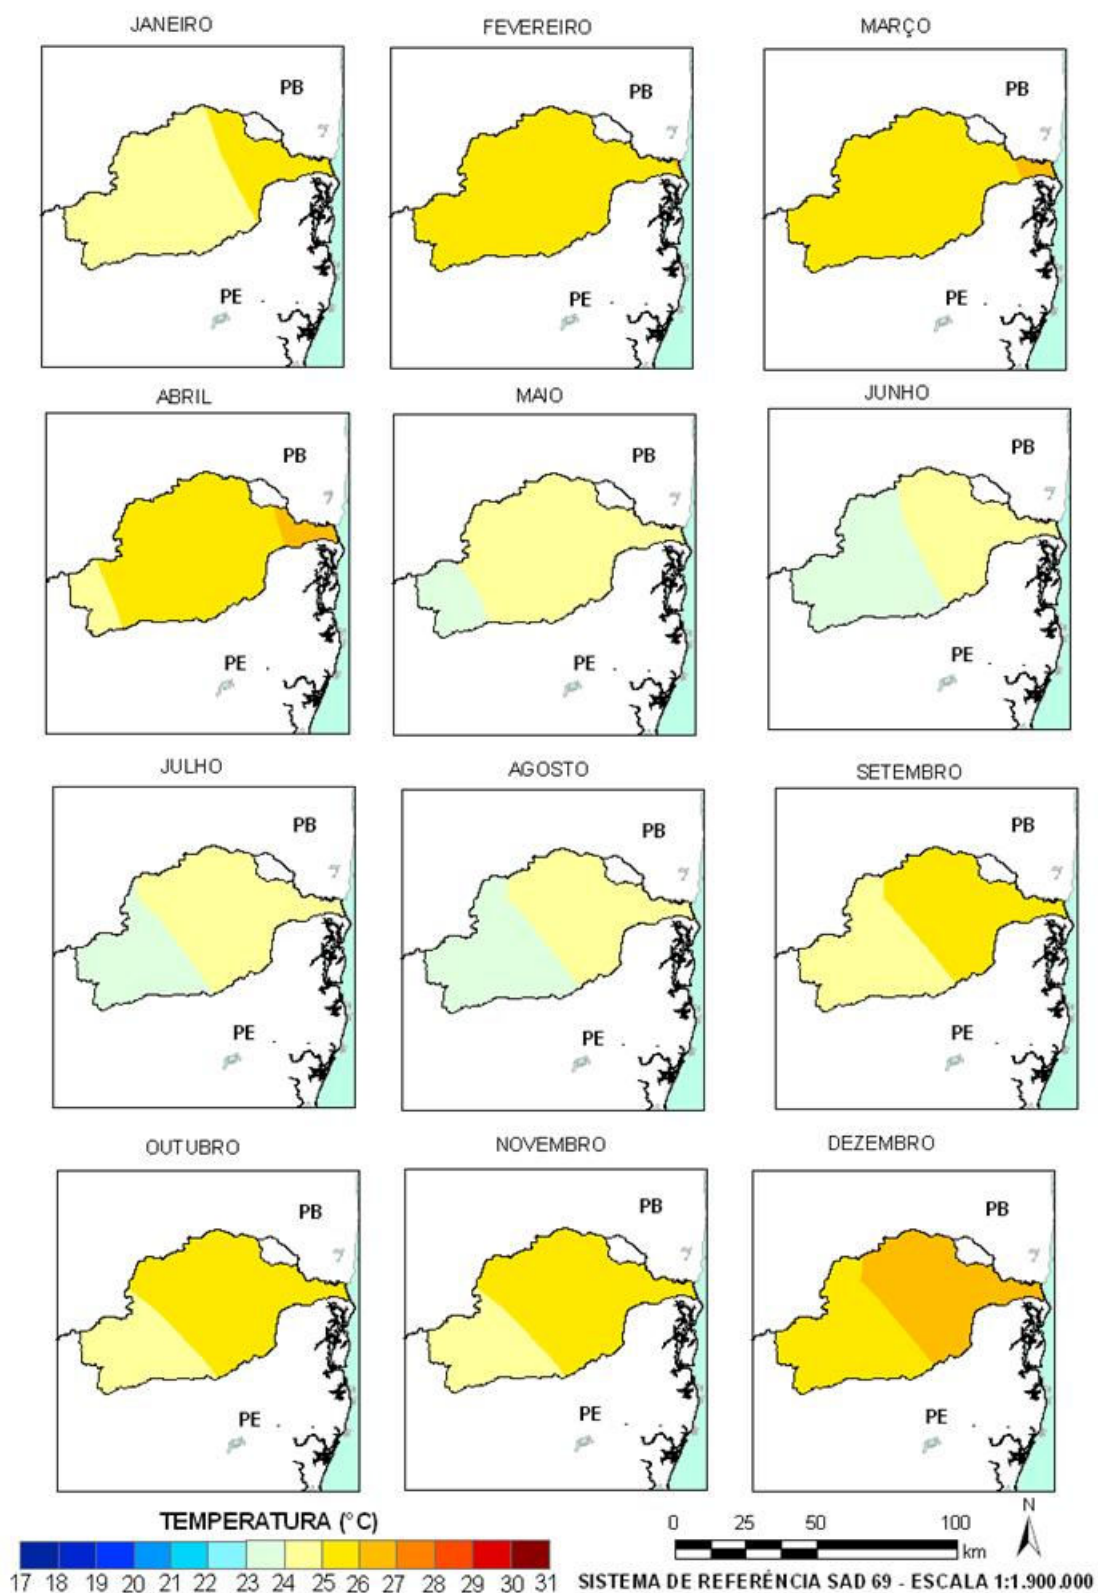 JANEIRO
FEVEREIRO
MARÇO
PB
PB
PB
PE
PE
PE
ABRIL
MAIO
JUNHO
PB
PB
PB
PE
PE
PE
JULHO
AGOSTO
SETEMBRO
PB
PB
PB
PE
PE
PE
OUTUBRO
NOVEMBRO
DEZEMBRO
PB
PB
PB
PE
PE
PE
TEMPERATURA (°C)
17 18 19 20 21 22 23 24 25 26 27 28 29 30 31
0 25 50 100
km
N
SISTEMA DE REFERÊNCIA SAD 69 - ESCALA 1:1.900.000